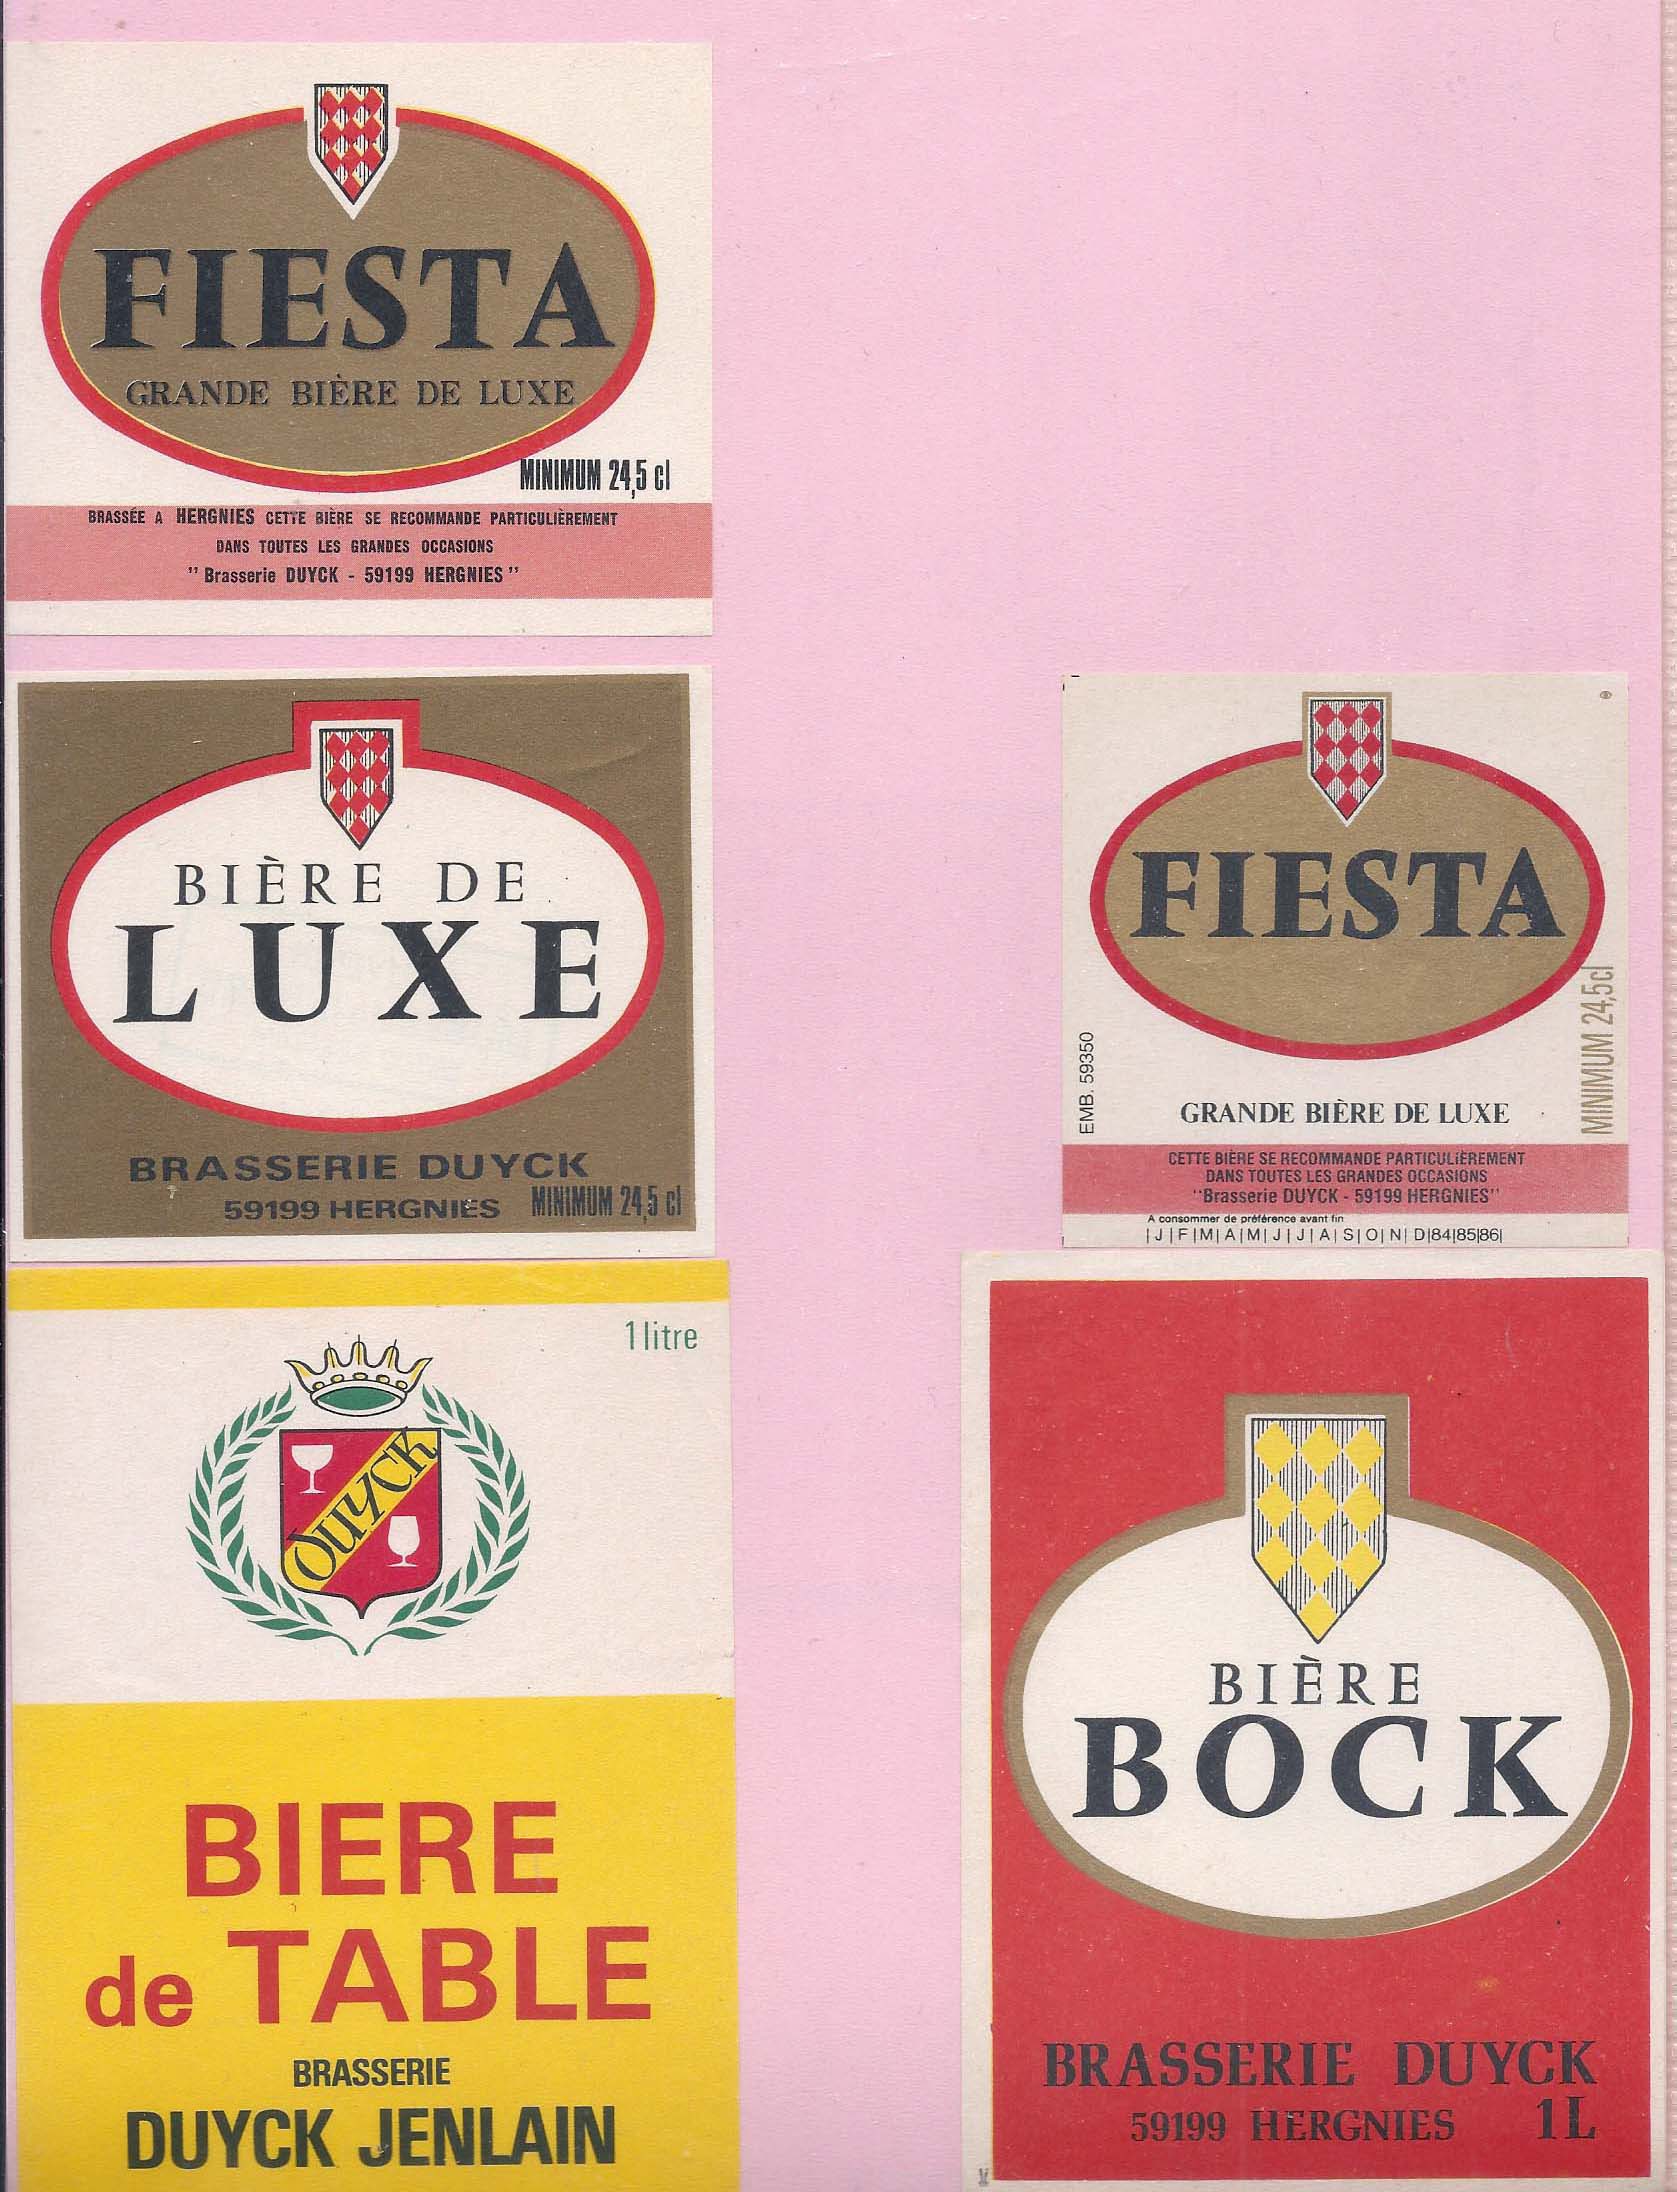 FIESTA
GRANDE BIÈRE DE LUXE
MINIMUM 24,5 cl
BRASSÉE A HERGNIES CETTE BIÈRE SE RECOMMANDE PARTICULIÈREMENT
DANS TOUTES LES GRANDES OCCASIONS
"Brasserie DUYCK - 59199 HERGNIES"
BIÈRE DE
LUXE
BRASSERIE DUYCK
59199 HERGNIES MINIMUM 24,5 cl
FIESTA
EMB. 59350
MINIMUM 24,5cl
GRANDE BIÈRE DE LUXE
CETTE BIÈRE SE RECOMMANDE PARTICULIÈREMENT
DANS TOUTES LES GRANDES OCCASIONS
"Brasserie DUYCK - 59199 HERGNIES"
A consommer de préférence avant fin
|J|F|M|A|M|J|J|A|S|O|N|D|84|85|86|
1 litre
DUYCK
BIERE
de TABLE
BRASSERIE
DUYCK JENLAIN
BIÈRE
BOCK
BRASSERIE DUYCK
59199 HERGNIES 1L